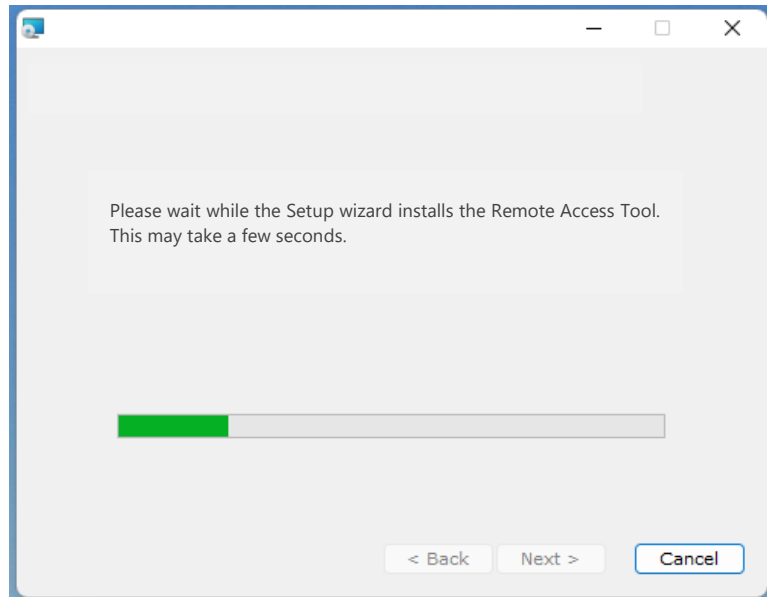 Please wait while the Setup wizard installs the Remote Access Tool.
This may take a few seconds.
< Back
Next >
Cancel